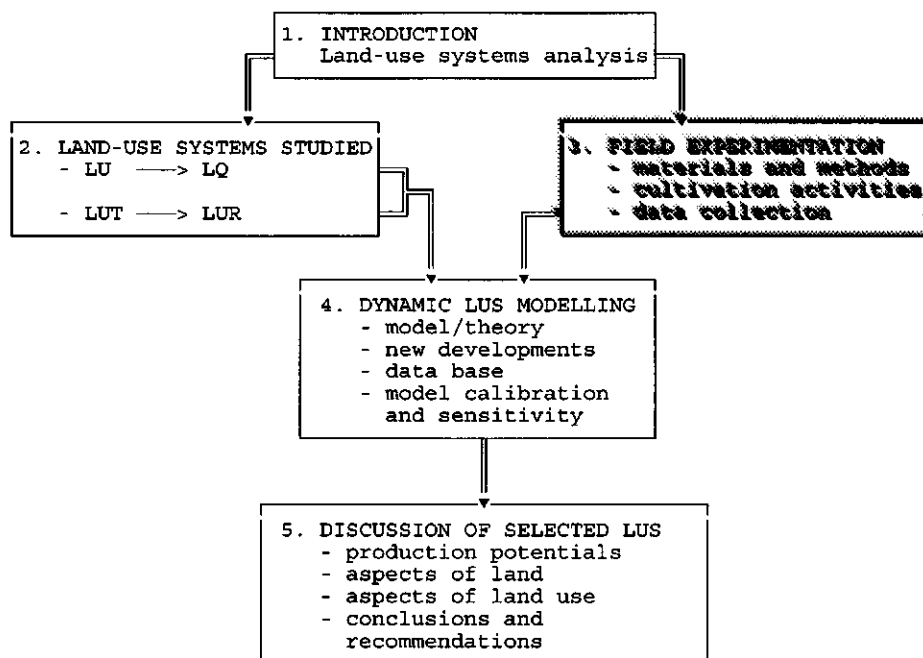 1. INTRODUCTION
Land-use systems analysis
2. LAND-USE SYSTEMS STUDIED
- LU ——> LQ
- LUT ——> LUR
3. FIELD EXPERIMENTATION
- materials and methods
- cultivation activities
- data collection
4. DYNAMIC LUS MODELLING
- model/theory
- new developments
- data base
- model calibration
and sensitivity
5. DISCUSSION OF SELECTED LUS
- production potentials
- aspects of land
- aspects of land use
- conclusions and
recommendations